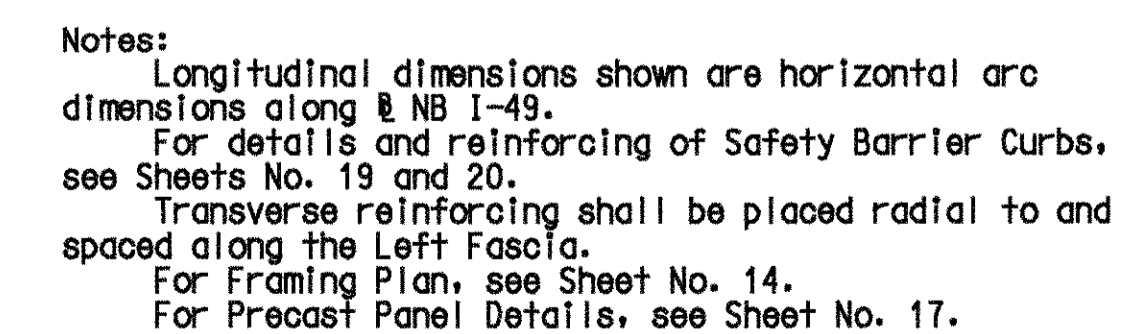 Notes:
Longitudinal dimensions shown are horizontal arc
dimensions along ℄ NB I-49.
For details and reinforcing of Safety Barrier Curbs,
see Sheets No. 19 and 20.
Transverse reinforcing shall be placed radial to and
spaced along the Left Fascia.
For Framing Plan, see Sheet No. 14.
For Precast Panel Details, see Sheet No. 17.